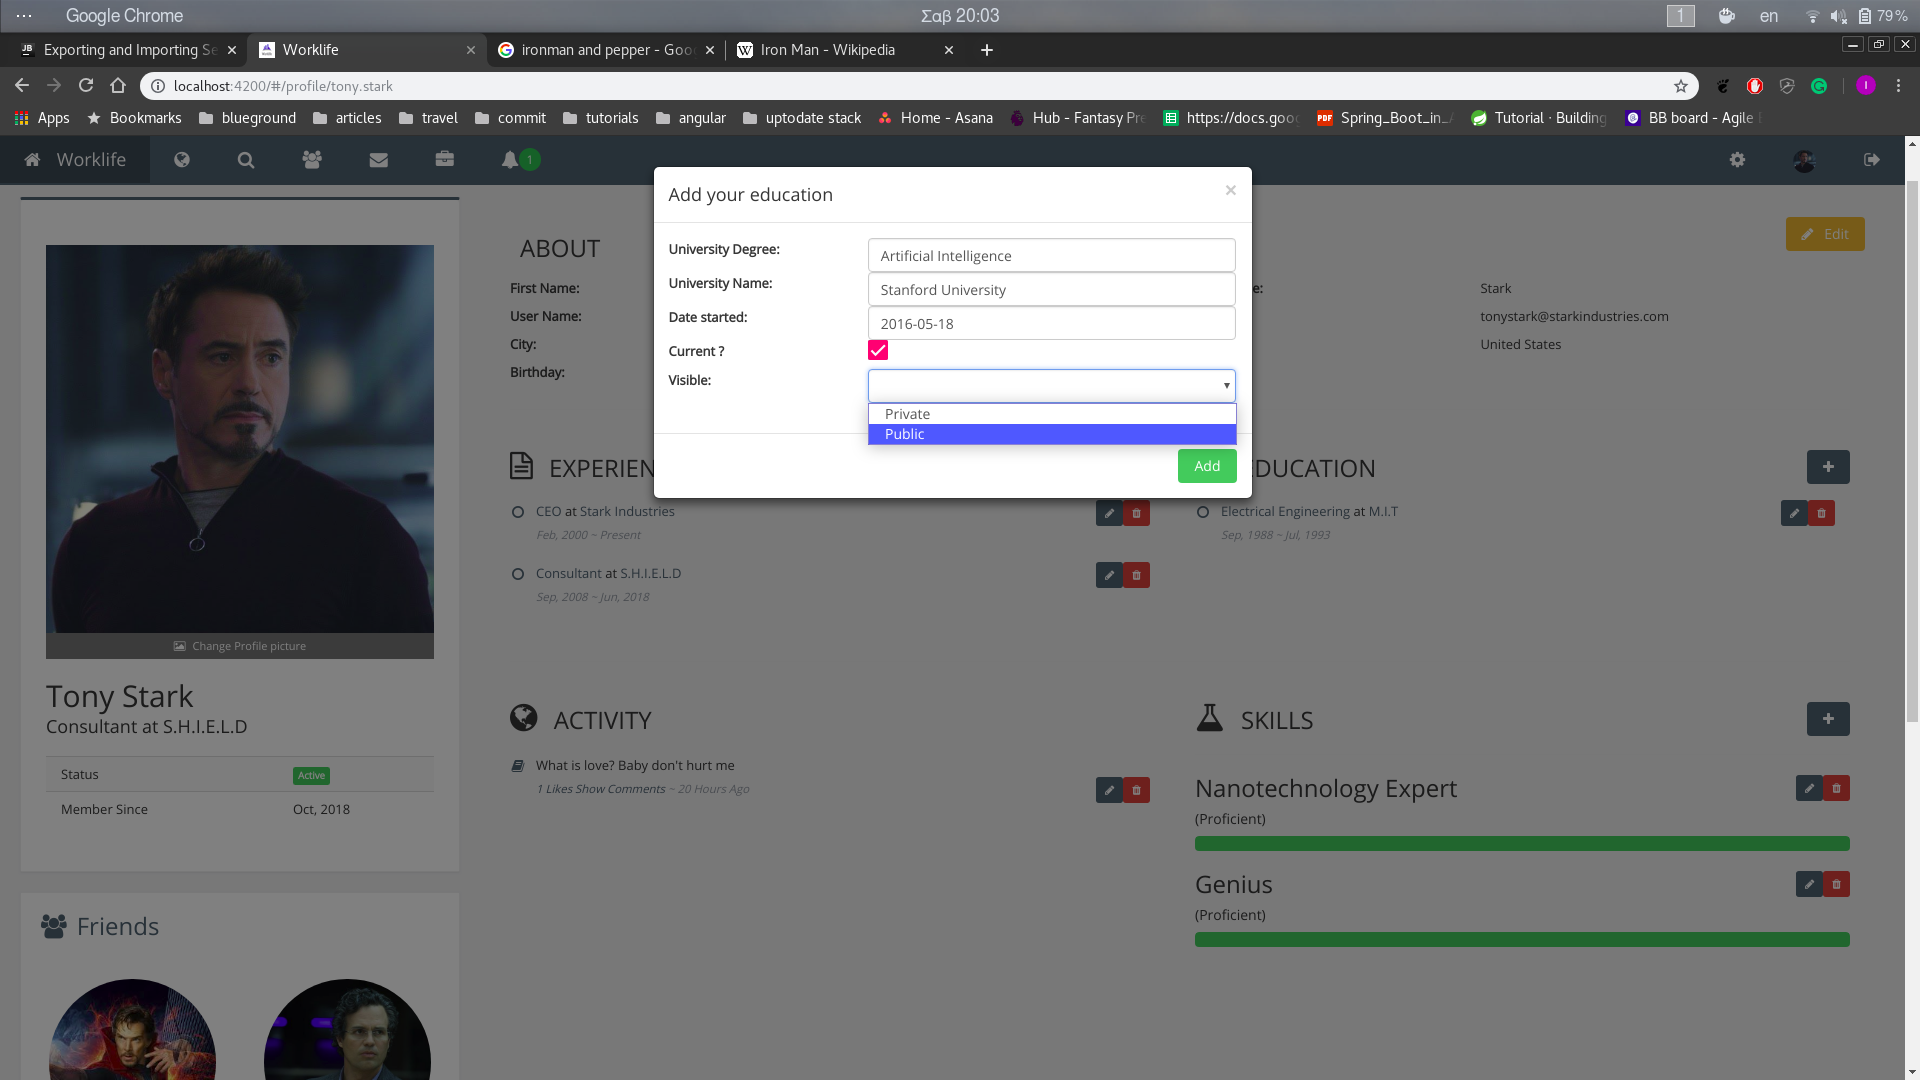 Google Chrome
Σαβ 20:03
1
en
79 %
Exporting and Importing Se
Worklife
ironman and pepper - Goo
Iron Man - Wikipedia
localhost:4200/#/profile/tony.stark
Apps
Bookmarks
blueground
articles
travel
commit
tutorials
angular
uptodate stack
Home - Asana
Hub - Fantasy Pre
https://docs.goo
Spring_Boot_in_
Tutorial · Building
BB board - Agile
Worklife
1
Add your education
×
University Degree:
Artificial Intelligence
University Name:
Stanford University
Date started:
2016-05-18
Current ?
Visible:
Private
Public
Add
ABOUT
Edit
First Name:
e:
Stark
User Name:
tonystark@starkindustries.com
City:
United States
Birthday:
EXPERIEN
CEO at Stark Industries
Feb, 2000 ~ Present
Consultant at S.H.I.E.L.D
Sep, 2008 ~ Jun, 2018
DUCATION
Electrical Engineering at M.I.T
Sep, 1988 ~ Jul, 1993
Change Profile picture
Tony Stark
Consultant at S.H.I.E.L.D
Status
Active
Member Since
Oct, 2018
ACTIVITY
What is love? Baby don't hurt me
1 Likes Show Comments ~ 20 Hours Ago
SKILLS
Nanotechnology Expert
(Proficient)
Genius
(Proficient)
Friends